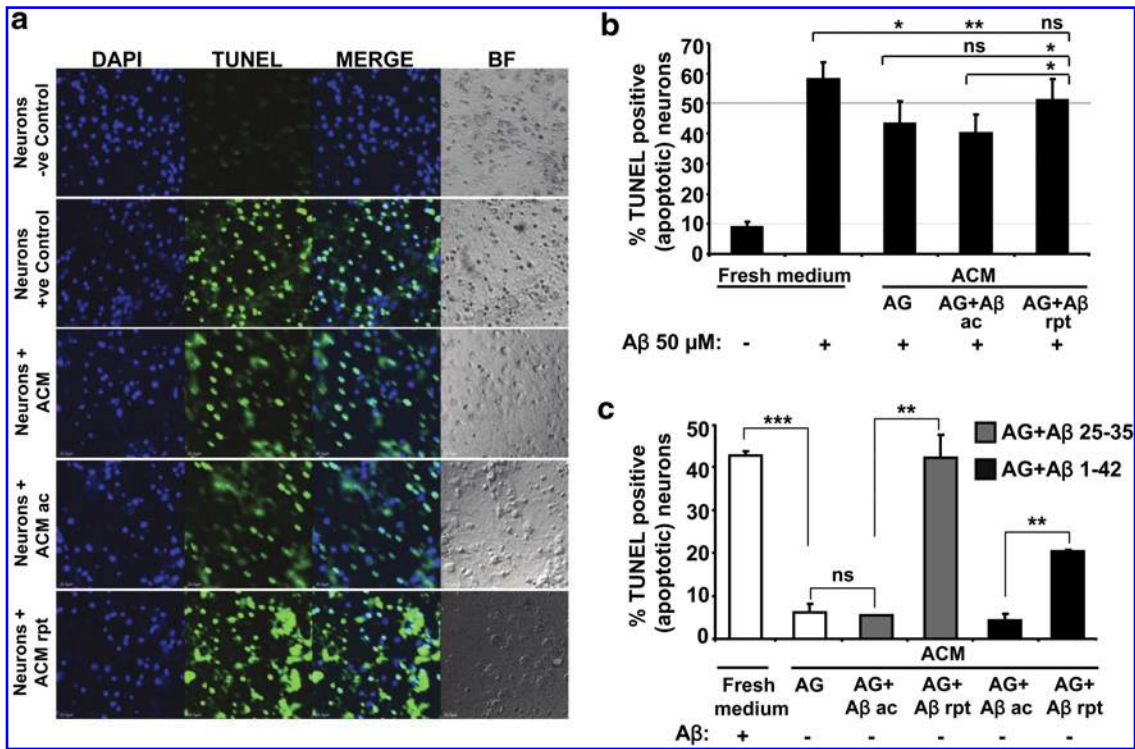 a
DAPI TUNEL MERGE BF
Neurons
-ve Control
Neurons
+ve Control
Neurons +
ACM
Neurons +
ACM ac
Neurons +
ACM rpt
b
% TUNEL positive
(apoptotic) neurons
70
60
50
40
30
20
10
0
* ** ns
ns *
*
Fresh medium ACM
AG AG+Aβ AG+Aβ
ac rpt
Aβ 50 μM: - + + + +
c
% TUNEL positive
(apoptotic) neurons
40
30
20
10
0
*** ** ns **
AG+Aβ 25-35
AG+Aβ 1-42
ACM
Fresh AG AG+ AG+ AG+ AG+
medium Aβ ac Aβ rpt Aβ ac Aβ rpt
Aβ: + - - - - -